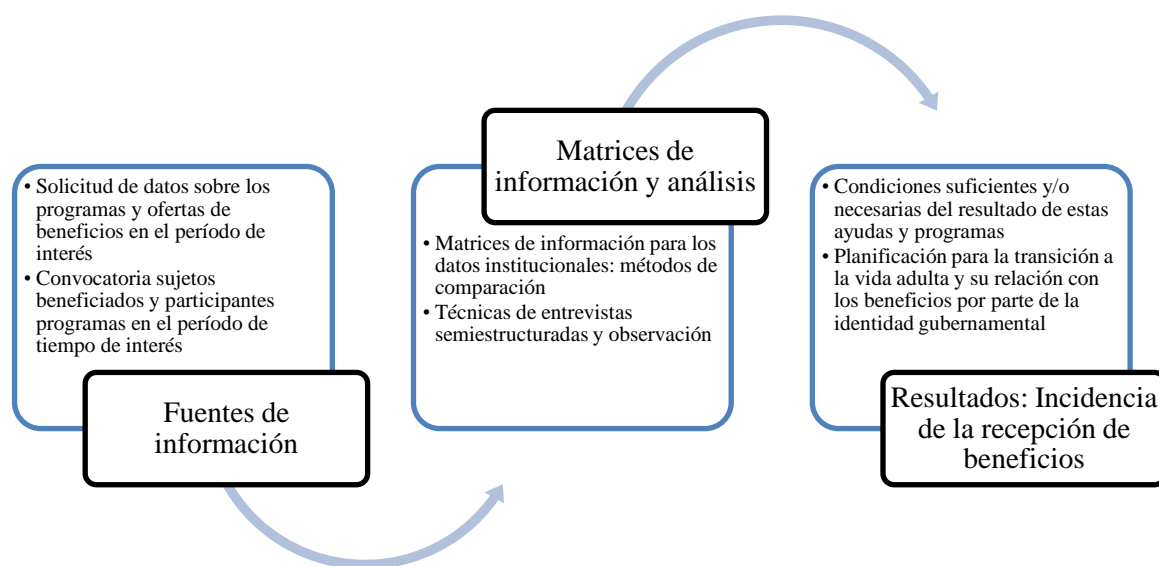 • Solicitud de datos sobre los
programas y ofertas de
beneficios en el período de
interés
• Convocatoria sujetos
beneficiados y participantes
programas en el período de
tiempo de interés
Fuentes de
información
Matrices de
información y análisis
• Matrices de información para los
datos institucionales: métodos de
comparación
• Técnicas de entrevistas
semiestructuradas y observación
• Condiciones suficientes y/o
necesarias del resultado de estas
ayudas y programas
• Planificación para la transición a
la vida adulta y su relación con
los beneficios por parte de la
identidad gubernamental
Resultados: Incidencia
de la recepción de
beneficios